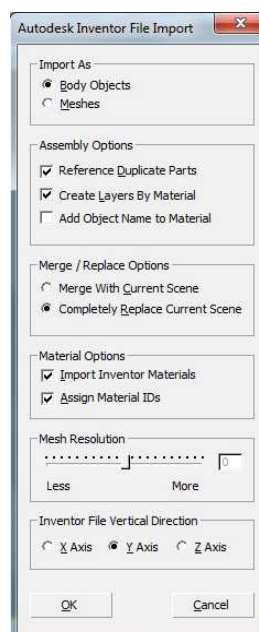 Autodesk Inventor File Import
Import As
Body Objects
Meshes
Assembly Options
Reference Duplicate Parts
Create Layers By Material
Add Object Name to Material
Merge / Replace Options
Merge With Current Scene
Completely Replace Current Scene
Material Options
Import Inventor Materials
Assign Material IDs
Mesh Resolution
0
Less More
Inventor File Vertical Direction
X Axis Y Axis Z Axis
OK Cancel